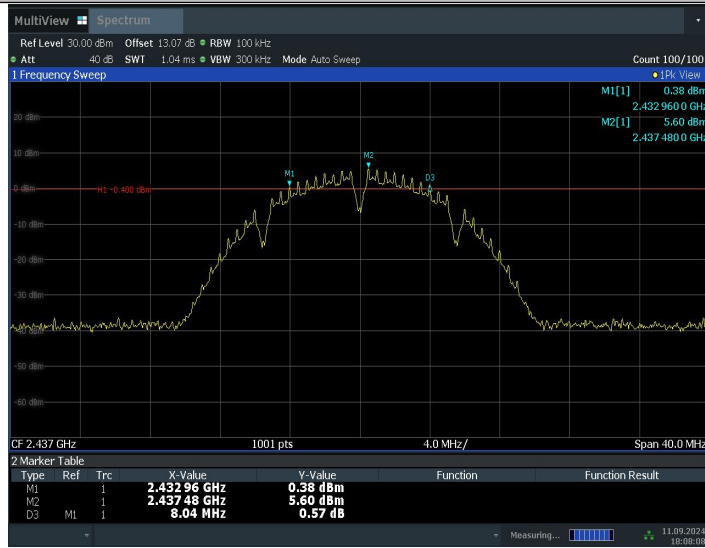 MultiView Spectrum
Ref Level 30.00 dBm Offset 13.07 dB RBW 100 kHz
Att 40 dB SWT 1.04 ms VBW 300 kHz Mode Auto Sweep Count 100/100
1 Frequency Sweep 1Pk View
M1[1] 0.38 dBm
2.432 960 0 GHz
20 dBm M2[1] 5.60 dBm
2.437 480 0 GHz
10 dBm
M2
M1
D3
0 dBm H1 -0.400 dBm
-10 dBm
-20 dBm
-30 dBm
-40 dBm
-50 dBm
-60 dBm
CF 2.437 GHz 1001 pts 4.0 MHz/ Span 40.0 MHz
2 Marker Table
Type Ref Trc X-Value Y-Value Function Function Result
M1 1 2.432 96 GHz 0.38 dBm
M2 1 2.437 48 GHz 5.60 dBm
D3 M1 1 8.04 MHz 0.57 dB
Measuring... 11.09.2024
18:08:08